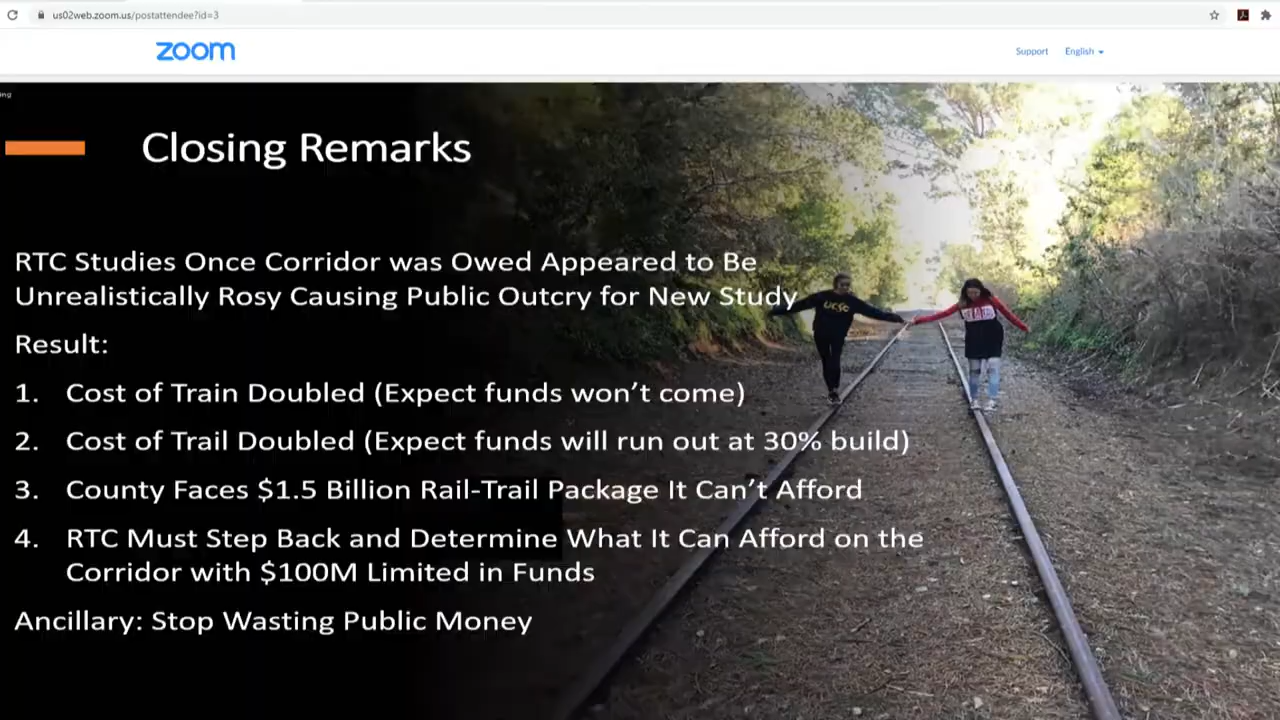 us02web.zoom.us/postattendee?id=3
zoom
Support English
ing
Closing Remarks
RTC Studies Once Corridor was Owed Appeared to Be
Unrealistically Rosy Causing Public Outcry for New Study
UCSC
Result:
1. Cost of Train Doubled (Expect funds won’t come)
2. Cost of Trail Doubled (Expect funds will run out at 30% build)
3. County Faces $1.5 Billion Rail-Trail Package It Can’t Afford
4. RTC Must Step Back and Determine What It Can Afford on the
Corridor with $100M Limited in Funds
Ancillary: Stop Wasting Public Money